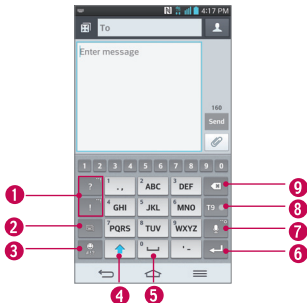 4:17 PM
To
Enter message
160
Send
1 2 3 4 5 6 7 8 9 0
? 1 ., 2 ABC 3 DEF
! 4 GHI 5 JKL 6 MNO T9
7 PQRS 8 TUV 9 WXYZ
0 '-
1
2
3
4
5
6
7
8
9